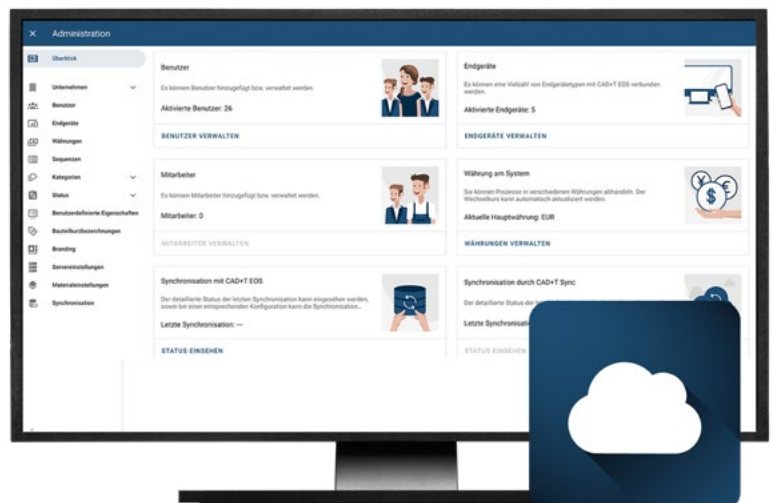 Administration
Überblick
Unternehmen
Benutzer
Endgeräte
Währungen
Sequenzen
Kategorien
Status
Benutzerdefinierte Eigenschaften
Bauteilkurzbezeichnungen
Branding
Servereinstellungen
Materialeinstellungen
Synchronisation
Benutzer
Es können Benutzer hinzugefügt bzw. verwaltet werden.
Aktivierte Benutzer: 26
BENUTZER VERWALTEN
Endgeräte
Es können eine Vielzahl von Endgerätetypen mit CAD+T EOS verbunden
werden.
Aktivierte Endgeräte: 5
ENDGERÄTE VERWALTEN
Mitarbeiter
Es können Mitarbeiter hinzugefügt bzw. verwaltet werden.
Mitarbeiter: 0
MITARBEITER VERWALTEN
Währung am System
Sie können Prozesse in verschiedenen Währungen abhandeln. Der
Wechselkurs kann automatisch aktualisiert werden.
Aktuelle Hauptwährung: EUR
WÄHRUNGEN VERWALTEN
Synchronisation mit CAD+T EOS
Der detaillierte Status der letzten Synchronisation kann eingesehen werden,
sowie bei einer entsprechenden Konfiguration kann die Synchronisation...
Letzte Synchronisation: --
STATUS EINSEHEN
Synchronisation durch CAD+T Sync
Der detaillierte Status der
Letzte Synchronisati
STATUS EINSEHEN